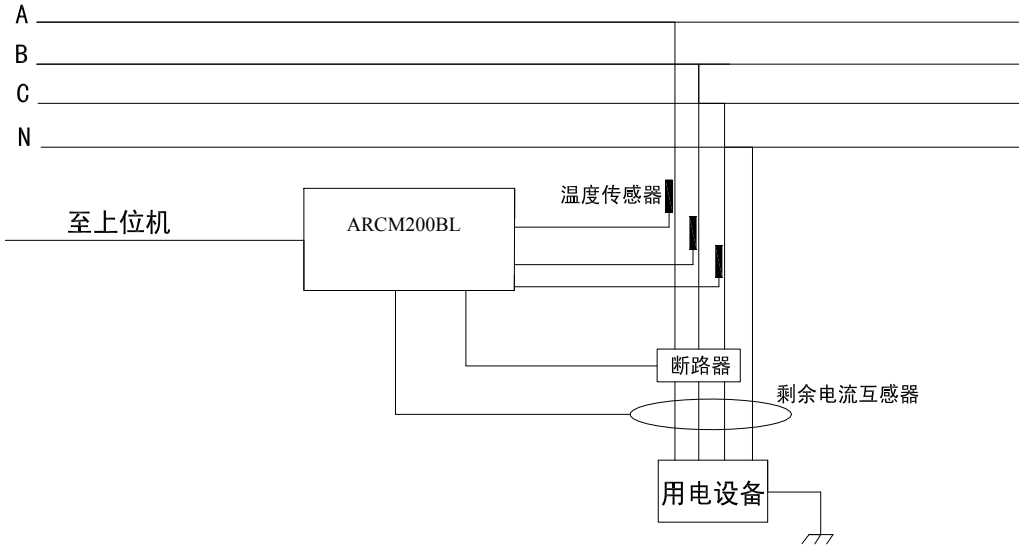 A
B
C
N
温度传感器
至上位机
ARCM200BL
断路器
剩余电流互感器
用电设备